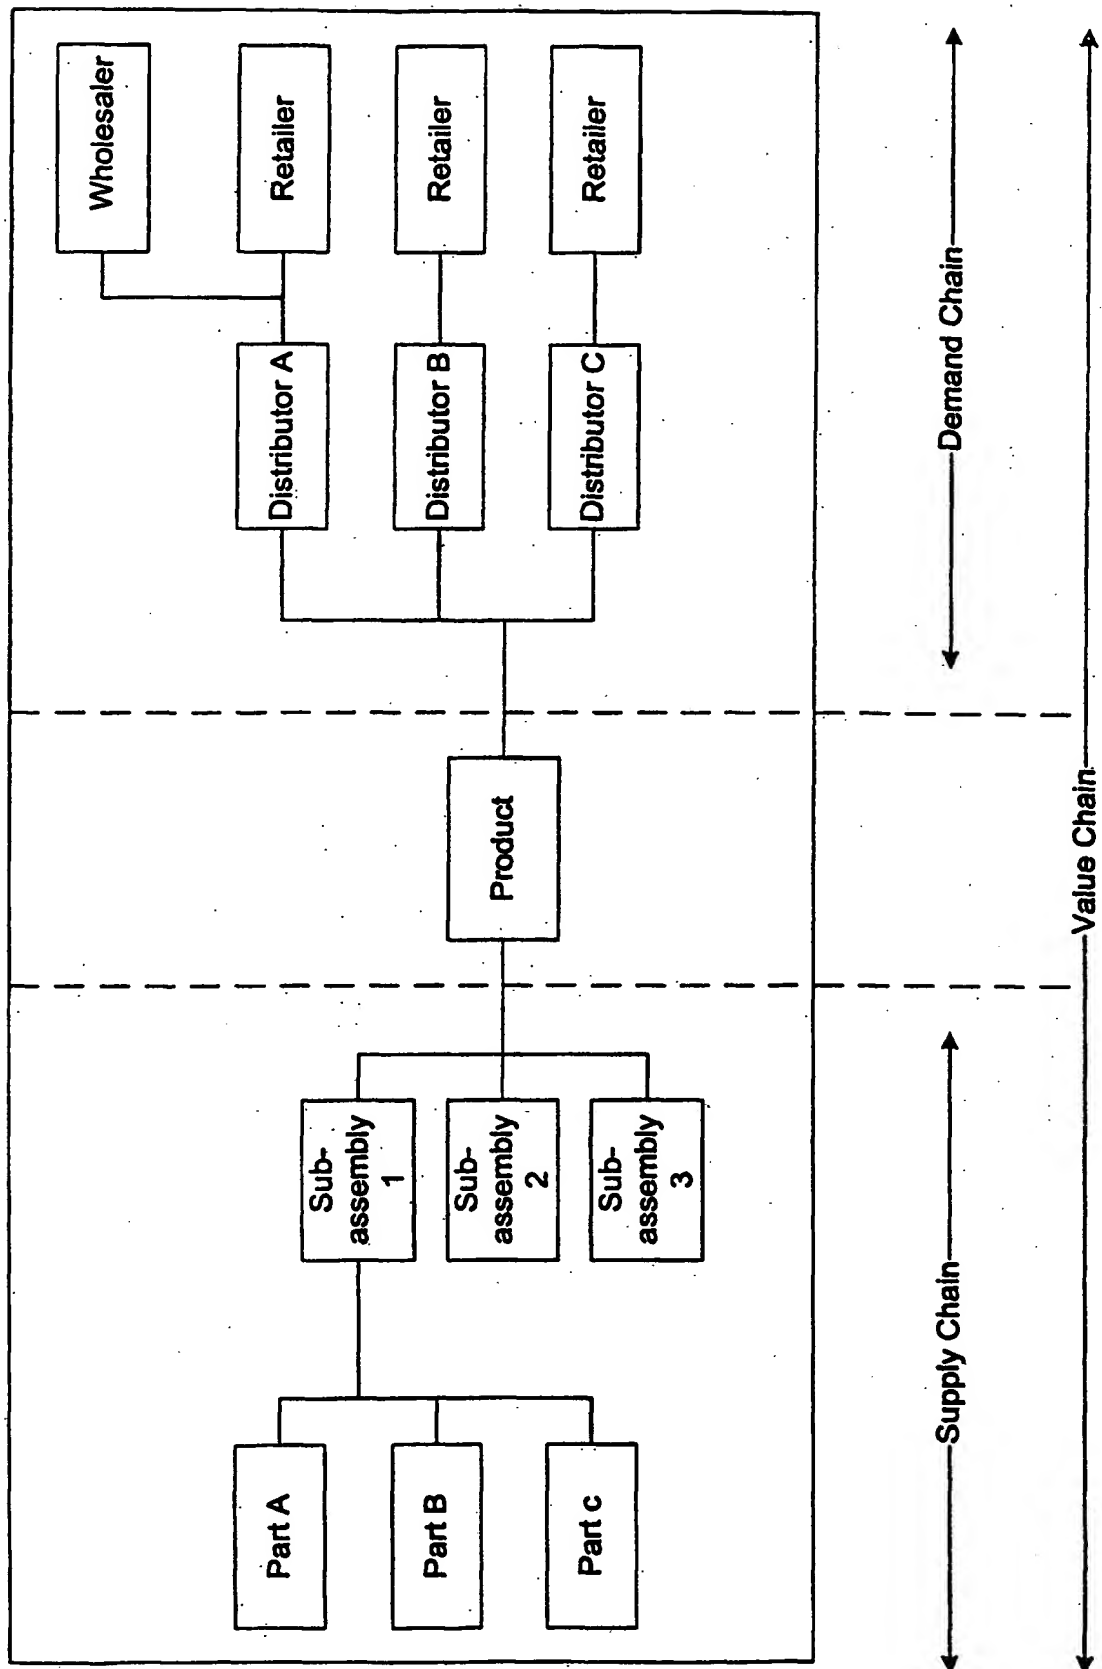 Part A
Part B
Part c
Sub-
assembly
1
Sub-
assembly
2
Sub-
assembly
3
Product
Distributor A
Distributor B
Distributor C
Wholesaler
Retailer
Retailer
Retailer
Supply Chain
Demand Chain
Value Chain